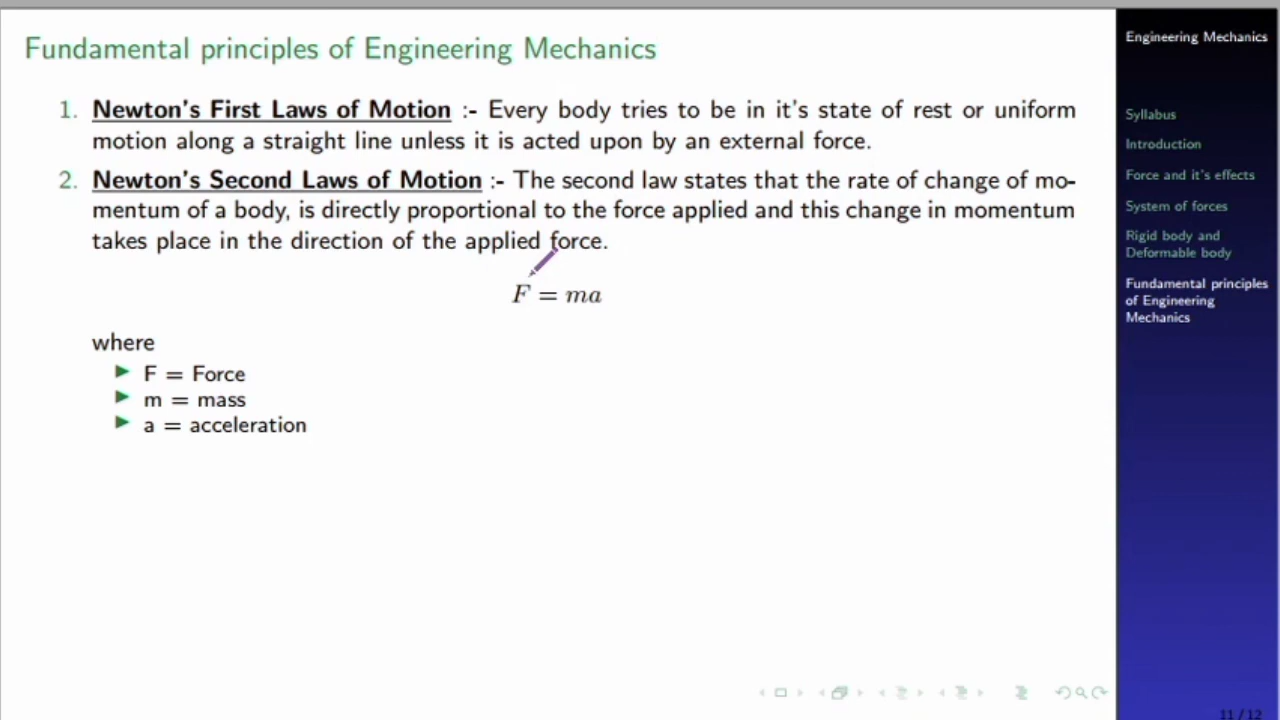 Fundamental principles of Engineering Mechanics
1. Newton's First Laws of Motion :- Every body tries to be in it's state of rest or uniform
motion along a straight line unless it is acted upon by an external force.
2. Newton's Second Laws of Motion :- The second law states that the rate of change of mo-
mentum of a body, is directly proportional to the force applied and this change in momentum
takes place in the direction of the applied force.
F = ma
where
F = Force
m = mass
a = acceleration
Engineering Mechanics
Syllabus
Introduction
Force and it's effects
System of forces
Rigid body and
Deformable body
Fundamental principles
of Engineering
Mechanics
11 / 12